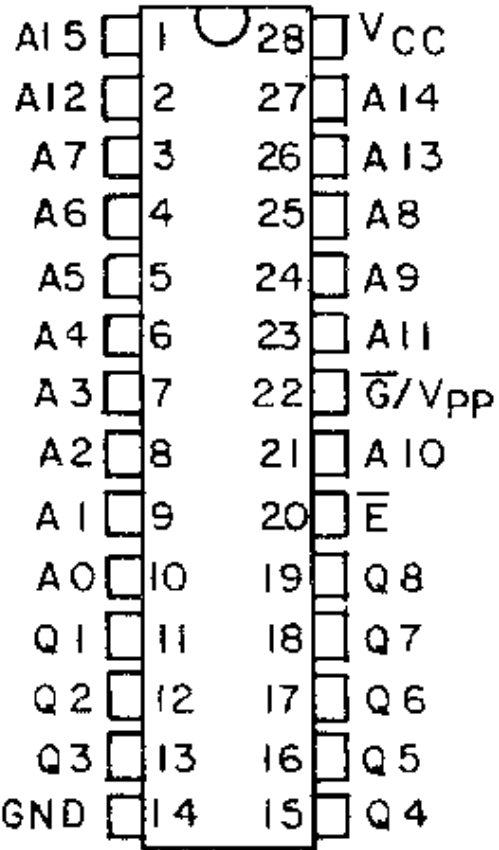 A15 1 28 VCC
A12 2 27 A14
A7 3 26 A13
A6 4 25 A8
A5 5 24 A9
A4 6 23 A11
A3 7 22 G̅/VPP
A2 8 21 A10
A1 9 20 E̅
A0 10 19 Q8
Q1 11 18 Q7
Q2 12 17 Q6
Q3 13 16 Q5
GND 14 15 Q4